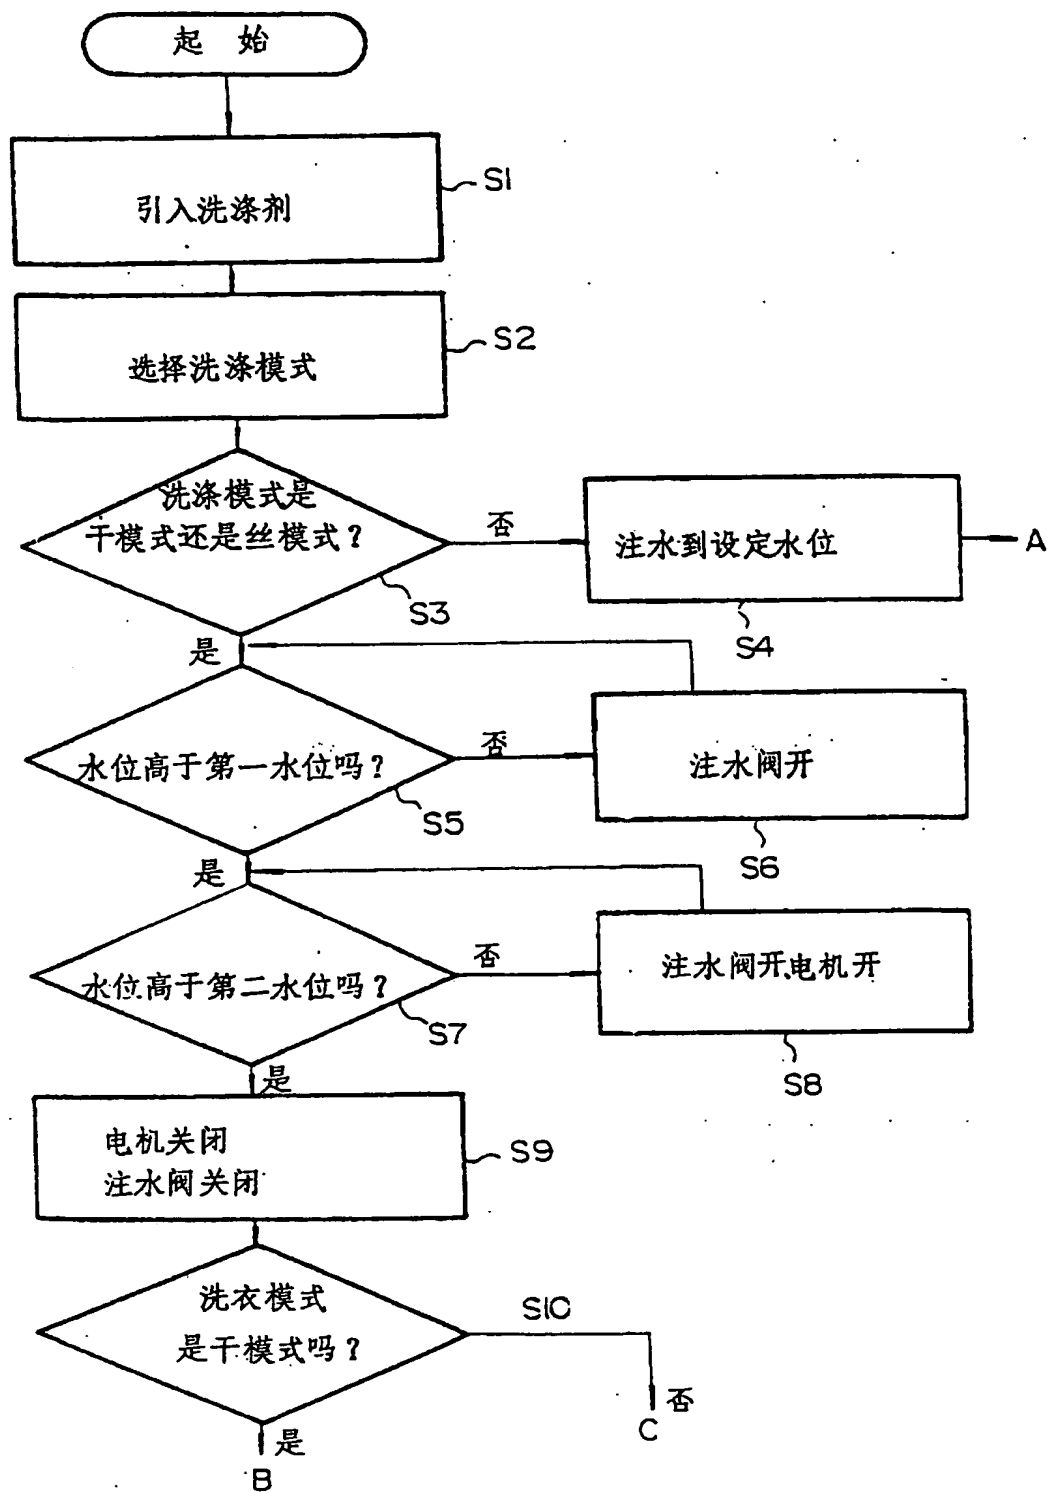 起 始
引入洗涤剂
S1
选择洗涤模式
S2
洗涤模式是
干模式还是丝模式？
否
S3
注水到设定水位
A
S4
是
水位高于第一水位吗？
否
S5
注水阀开
S6
是
水位高于第二水位吗？
否
S7
注水阀开电机开
S8
是
电机关闭
注水阀关闭
S9
洗衣模式
是干模式吗？
S10
否
C
是
B